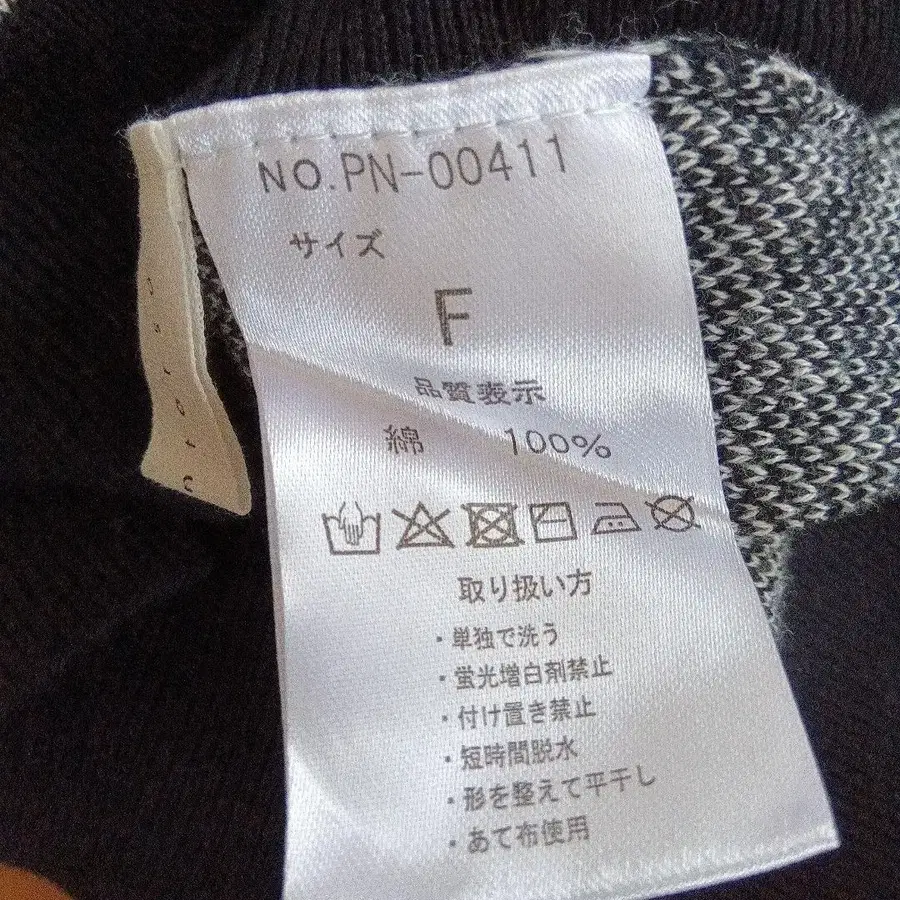 NO.PN-00411
サイズ
F
品質表示
綿 100%
取り扱い方
・単独で洗う
・蛍光増白剤禁止
・付け置き禁止
・短時間脱水
・形を整えて平干し
・あて布使用